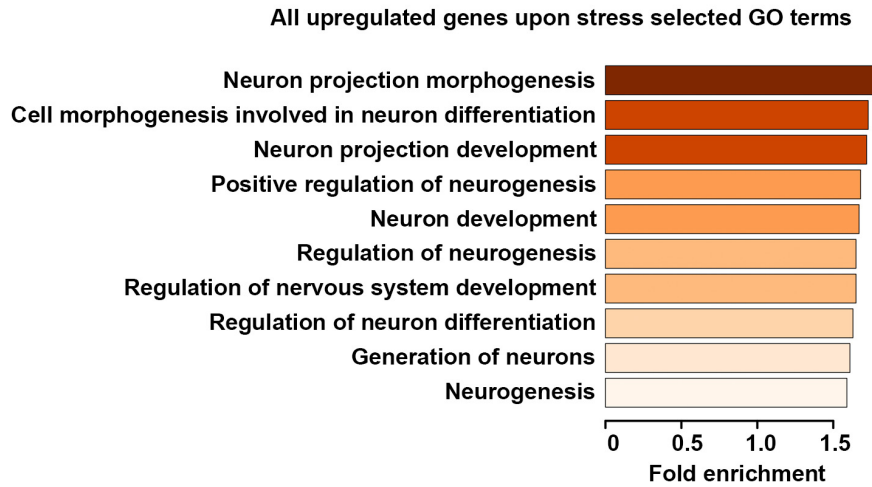 All upregulated genes upon stress selected GO terms
Neuron projection morphogenesis
Cell morphogenesis involved in neuron differentiation
Neuron projection development
Positive regulation of neurogenesis
Neuron development
Regulation of neurogenesis
Regulation of nervous system development
Regulation of neuron differentiation
Generation of neurons
Neurogenesis
0 0.5 1.0 1.5
Fold enrichment